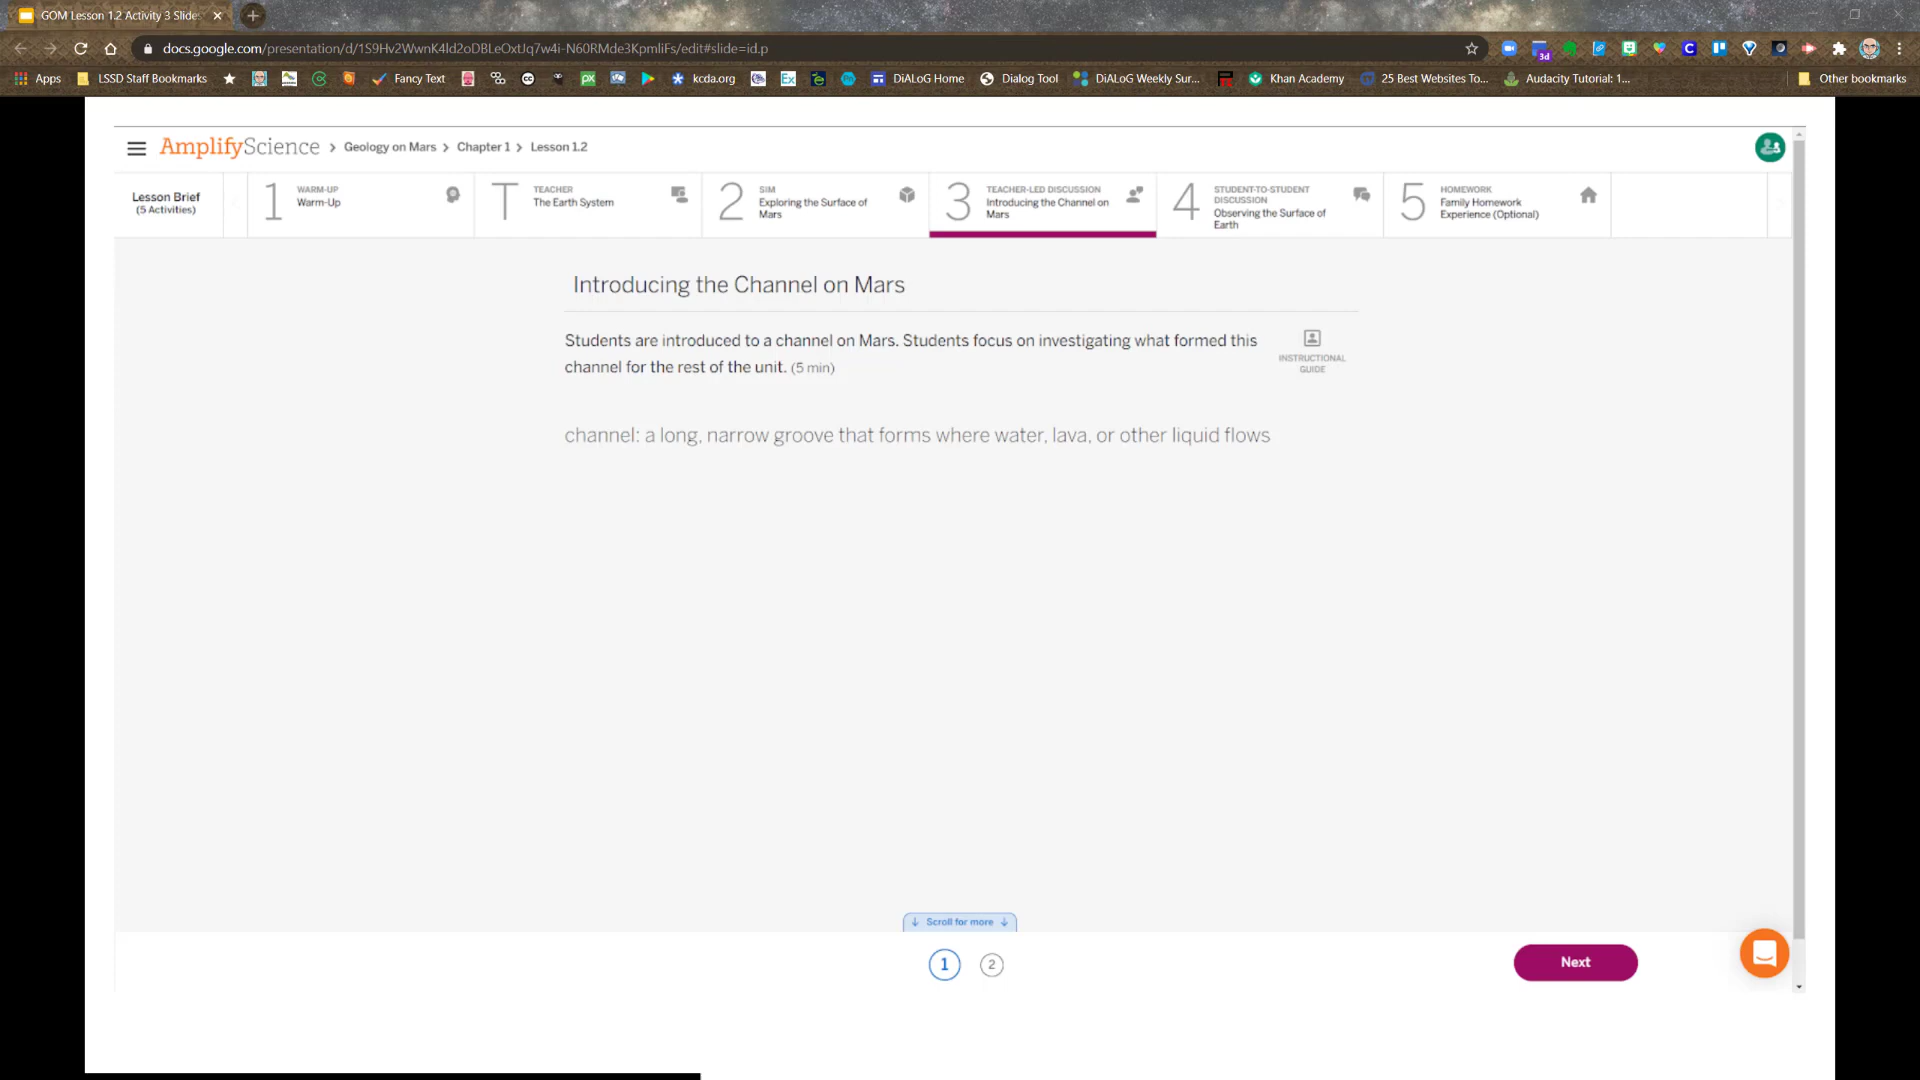 GOM Lesson 1.2 Activity 3 Slide
docs.google.com/presentation/d/1S9Hv2WwnK4ld2oDBLeOxtJq7w4i-N60RMde3KpmliFs/edit#slide=id.p
3d
Apps LSSD Staff Bookmarks Fancy Text kcda.org DiALoG Home Dialog Tool DiALoG Weekly Sur... Khan Academy 25 Best Websites To... Audacity Tutorial: 1... Other bookmarks
AmplifyScience > Geology on Mars > Chapter 1 > Lesson 1.2
Lesson Brief
(5 Activities)
1
WARM-UP
Warm-Up
T
TEACHER
The Earth System
2
SIM
Exploring the Surface of
Mars
3
TEACHER-LED DISCUSSION
Introducing the Channel on
Mars
4
STUDENT-TO-STUDENT
DISCUSSION
Observing the Surface of
Earth
5
HOMEWORK
Family Homework
Experience (Optional)
Introducing the Channel on Mars
Students are introduced to a channel on Mars. Students focus on investigating what formed this
channel for the rest of the unit. (5 min)
INSTRUCTIONAL
GUIDE
channel: a long, narrow groove that forms where water, lava, or other liquid flows
Scroll for more
1 2
Next